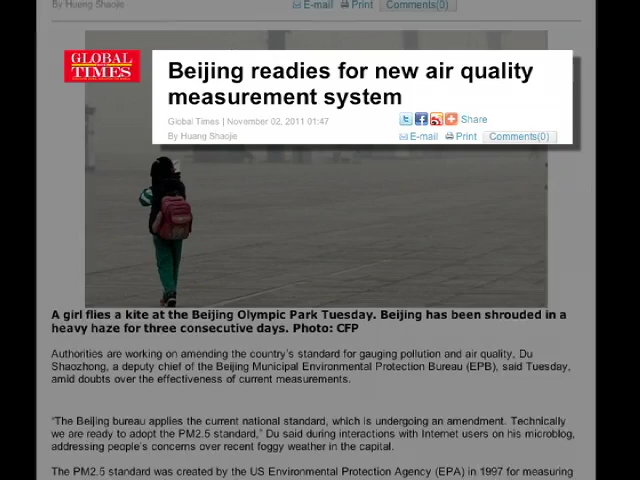 By Huang Shaojie
E-mail Print Comments(0)
GLOBAL
TIMES
Beijing readies for new air quality
measurement system
Global Times | November 02, 2011 01:47
Share
By Huang Shaojie
E-mail Print Comments(0)
A girl flies a kite at the Beijing Olympic Park Tuesday. Beijing has been shrouded in a
heavy haze for three consecutive days. Photo: CFP
Authorities are working on amending the country's standard for gauging pollution and air quality, Du
Shaozhong, a deputy chief of the Beijing Municipal Environmental Protection Bureau (EPB), said Tuesday,
amid doubts over the effectiveness of current measurements.
"The Beijing bureau applies the current national standard, which is undergoing an amendment. Technically
we are ready to adopt the PM2.5 standard," Du said during interactions with Internet users on his microblog,
addressing people's concerns over recent foggy weather in the capital.
The PM2.5 standard was created by the US Environmental Protection Agency (EPA) in 1997 for measuring